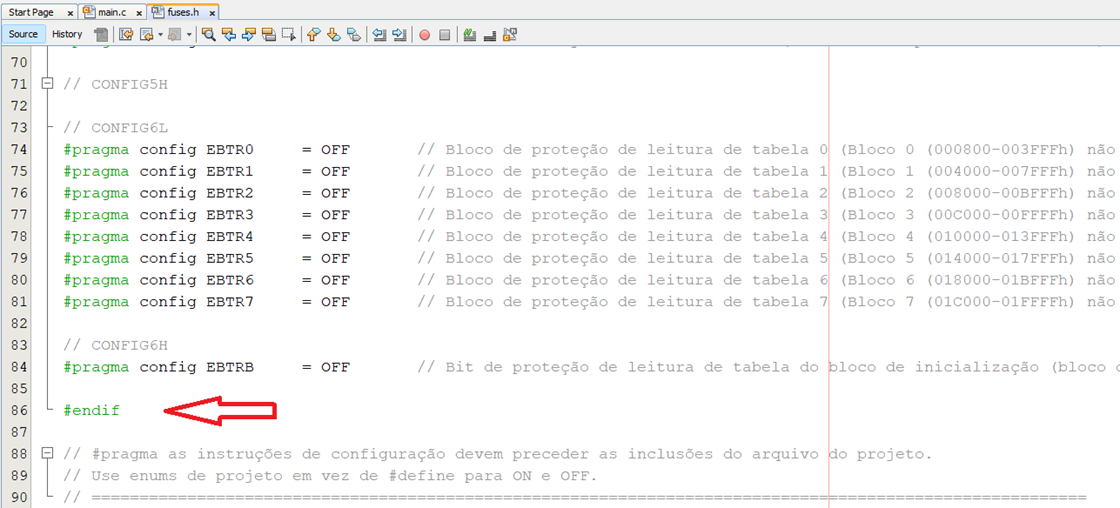 Start Page x main.c x fuses.h x
Source History
70
71 // CONFIG5H
72
73 // CONFIG6L
74 #pragma config EBTR0 = OFF // Bloco de proteção de leitura de tabela 0 (Bloco 0 (000800-003FFFh) não
75 #pragma config EBTR1 = OFF // Bloco de proteção de leitura de tabela 1 (Bloco 1 (004000-007FFFh) não
76 #pragma config EBTR2 = OFF // Bloco de proteção de leitura de tabela 2 (Bloco 2 (008000-00BFFFh) não
77 #pragma config EBTR3 = OFF // Bloco de proteção de leitura de tabela 3 (Bloco 3 (00C000-00FFFFh) não
78 #pragma config EBTR4 = OFF // Bloco de proteção de leitura de tabela 4 (Bloco 4 (010000-013FFFh) não
79 #pragma config EBTR5 = OFF // Bloco de proteção de leitura de tabela 5 (Bloco 5 (014000-017FFFh) não
80 #pragma config EBTR6 = OFF // Bloco de proteção de leitura de tabela 6 (Bloco 6 (018000-01BFFFh) não
81 #pragma config EBTR7 = OFF // Bloco de proteção de leitura de tabela 7 (Bloco 7 (01C000-01FFFFh) não
82
83 // CONFIG6H
84 #pragma config EBTRB = OFF // Bit de proteção de leitura de tabela do bloco de inicialização (bloco
85
86 #endif
87
88 // #pragma as instruções de configuração devem preceder as inclusões do arquivo do projeto.
89 // Use enums de projeto em vez de #define para ON e OFF.
90 // ==========================================================================================================